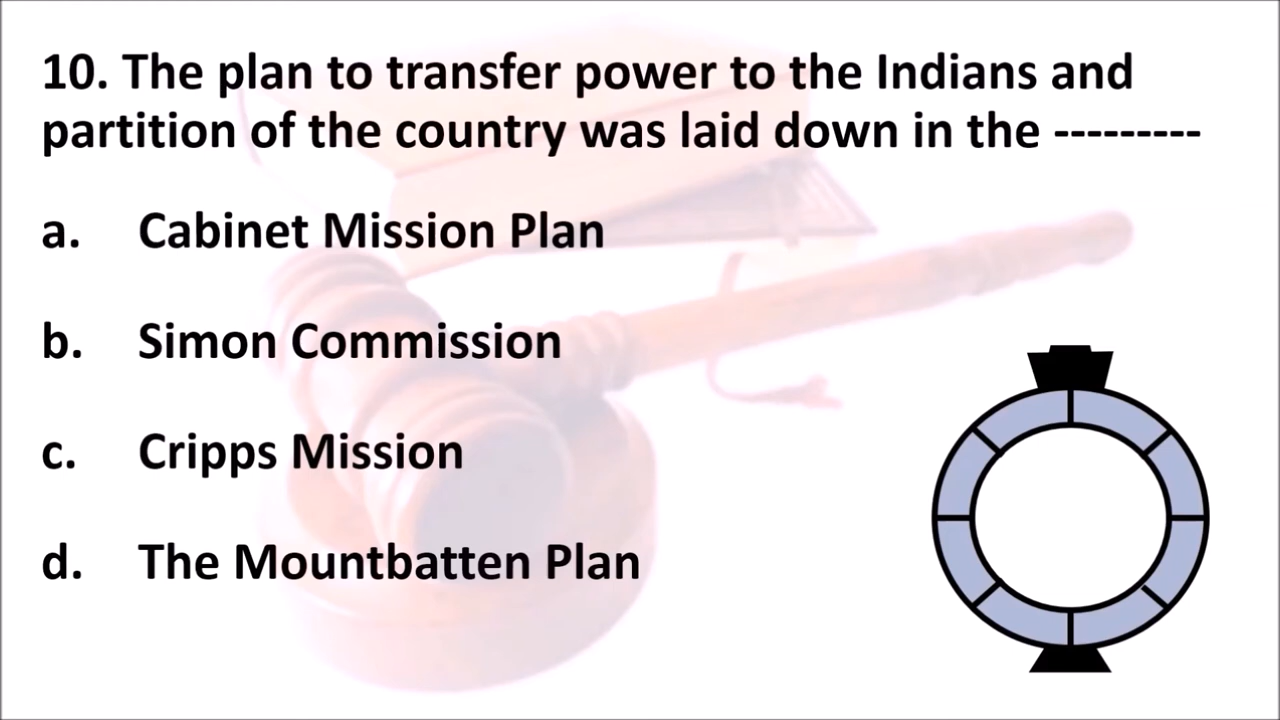 10. The plan to transfer power to the Indians and
partition of the country was laid down in the ---------
a. Cabinet Mission Plan
b. Simon Commission
c. Cripps Mission
d. The Mountbatten Plan